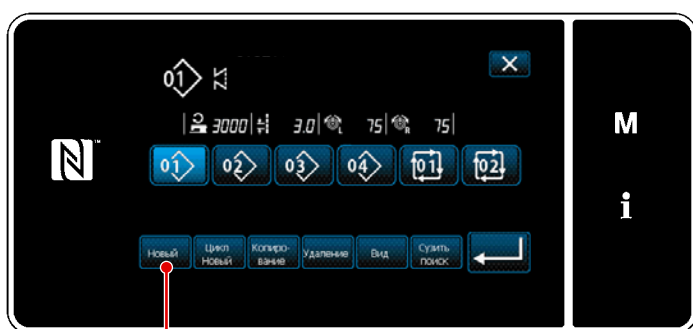 01
3000 3.0 75 75
01 02 03 04 01 02
Новый
Цикл
Новый
Копиро-
вание
Удаление
Вид
Сузить
поиск
M
i